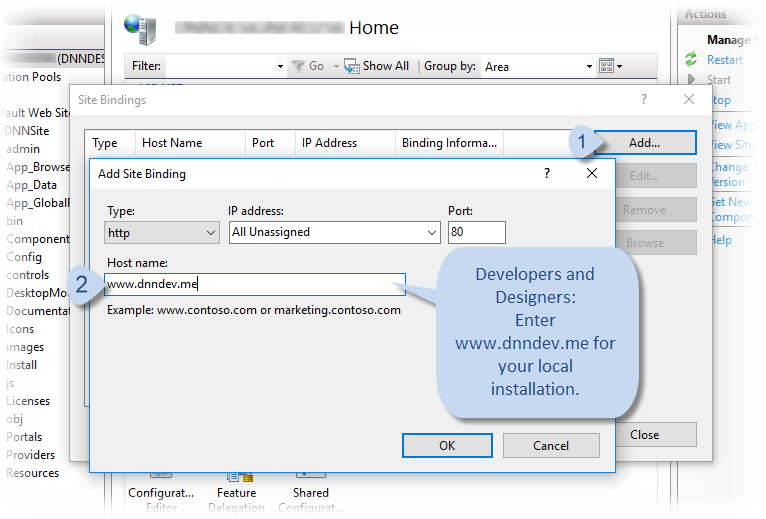 Home
Actions
Filter:
Go
Show All
Group by:
Area
Manage S
Restart
Start
top
View App
View Site
Change
Version
Get New
Compone
Help
(DNNDES
ation Pools
fault Web Site
DNNSite
admin
App_Browse
App_Data
App_GlobalR
bin
Component
Config
controls
DesktopMo
Documentat
Icons
images
Install
js
Licenses
obj
Portals
Providers
Resources
Site Bindings
?
Type
Host Name
Port
IP Address
Binding Informa...
1
Add...
Edit...
Remove
Browse
Close
Add Site Binding
?
Type:
IP address:
Port:
http
All Unassigned
80
Host name:
2
www.dnndev.me
Example: www.contoso.com or marketing.contoso.com
Developers and
Designers:
Enter
www.dnndev.me for
your local
installation.
OK
Cancel
Configurat...
Editor
Feature
Delegation
Shared
Configurat...